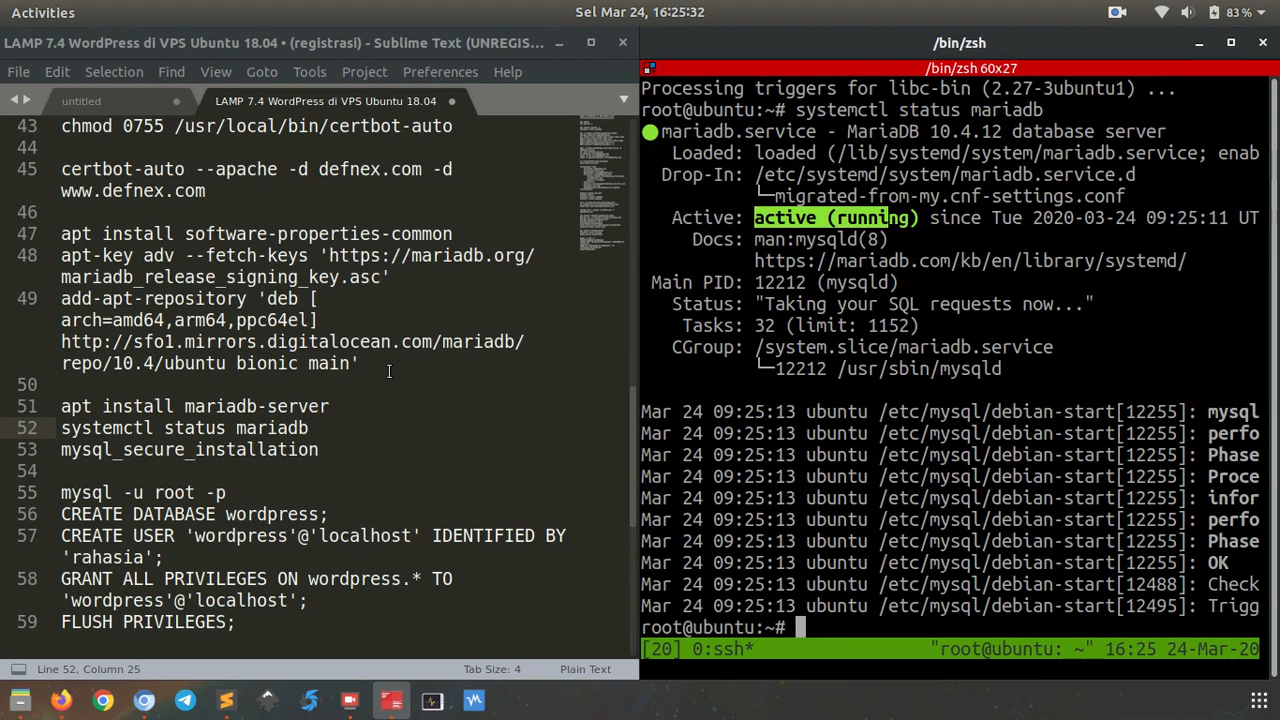 Activities
Sel Mar 24, 16:25:32
83 %
LAMP 7.4 WordPress di VPS Ubuntu 18.04 • (registrasi) - Sublime Text (UNREGIS...
File Edit Selection Find View Goto Tools Project Preferences Help
untitled
LAMP 7.4 WordPress di VPS Ubuntu 18.04
43 chmod 0755 /usr/local/bin/certbot-auto
44
45 certbot-auto --apache -d defnex.com -d
www.defnex.com
46
47 apt install software-properties-common
48 apt-key adv --fetch-keys 'https://mariadb.org/
mariadb_release_signing_key.asc'
49 add-apt-repository 'deb [
arch=amd64,arm64,ppc64el]
http://sfo1.mirrors.digitalocean.com/mariadb/
repo/10.4/ubuntu bionic main'
50
51 apt install mariadb-server
52 systemctl status mariadb
53 mysql_secure_installation
54
55 mysql -u root -p
56 CREATE DATABASE wordpress;
57 CREATE USER 'wordpress'@'localhost' IDENTIFIED BY
'rahasia';
58 GRANT ALL PRIVILEGES ON wordpress.* TO
'wordpress'@'localhost';
59 FLUSH PRIVILEGES;
Line 52, Column 25
Tab Size: 4
Plain Text
/bin/zsh
/bin/zsh 60x27
Processing triggers for libc-bin (2.27-3ubuntu1) ...
root@ubuntu:~# systemctl status mariadb
mariadb.service - MariaDB 10.4.12 database server
Loaded: loaded (/lib/systemd/system/mariadb.service; enab
Drop-In: /etc/systemd/system/mariadb.service.d
└─migrated-from-my.cnf-settings.conf
Active: active (running) since Tue 2020-03-24 09:25:11 UT
Docs: man:mysqld(8)
https://mariadb.com/kb/en/library/systemd/
Main PID: 12212 (mysqld)
Status: "Taking your SQL requests now..."
Tasks: 32 (limit: 1152)
CGroup: /system.slice/mariadb.service
└─12212 /usr/sbin/mysqld
Mar 24 09:25:13 ubuntu /etc/mysql/debian-start[12255]: mysql
Mar 24 09:25:13 ubuntu /etc/mysql/debian-start[12255]: perfo
Mar 24 09:25:13 ubuntu /etc/mysql/debian-start[12255]: Phase
Mar 24 09:25:13 ubuntu /etc/mysql/debian-start[12255]: Proce
Mar 24 09:25:13 ubuntu /etc/mysql/debian-start[12255]: infor
Mar 24 09:25:13 ubuntu /etc/mysql/debian-start[12255]: perfo
Mar 24 09:25:13 ubuntu /etc/mysql/debian-start[12255]: Phase
Mar 24 09:25:13 ubuntu /etc/mysql/debian-start[12255]: OK
Mar 24 09:25:13 ubuntu /etc/mysql/debian-start[12488]: Check
Mar 24 09:25:13 ubuntu /etc/mysql/debian-start[12495]: Trigg
root@ubuntu:~#
[20] 0:ssh* "root@ubuntu: ~" 16:25 24-Mar-20